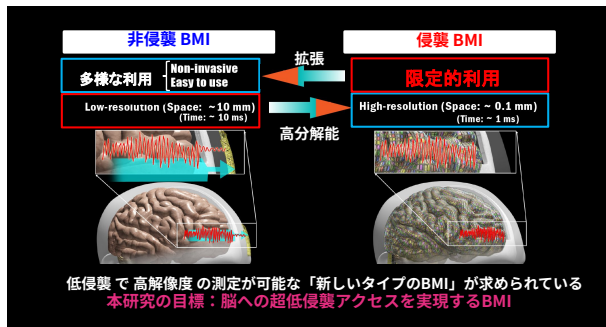 非侵襲 BMI
侵襲 BMI
拡張
多様な利用
Non-invasive
Easy to use
限定的利用
Low-resoIution (Space: ~10 mm)
(Time: ~ 10 ms)
High-resolution (Space: ~ 0.1 mm)
(Time: ~ 1 ms)
高分解能
低侵襲 で 高解像度 の測定が可能な「新しいタイプのBMI」が求められている
本研究の目標：脳への超低侵襲アクセスを実現するBMI